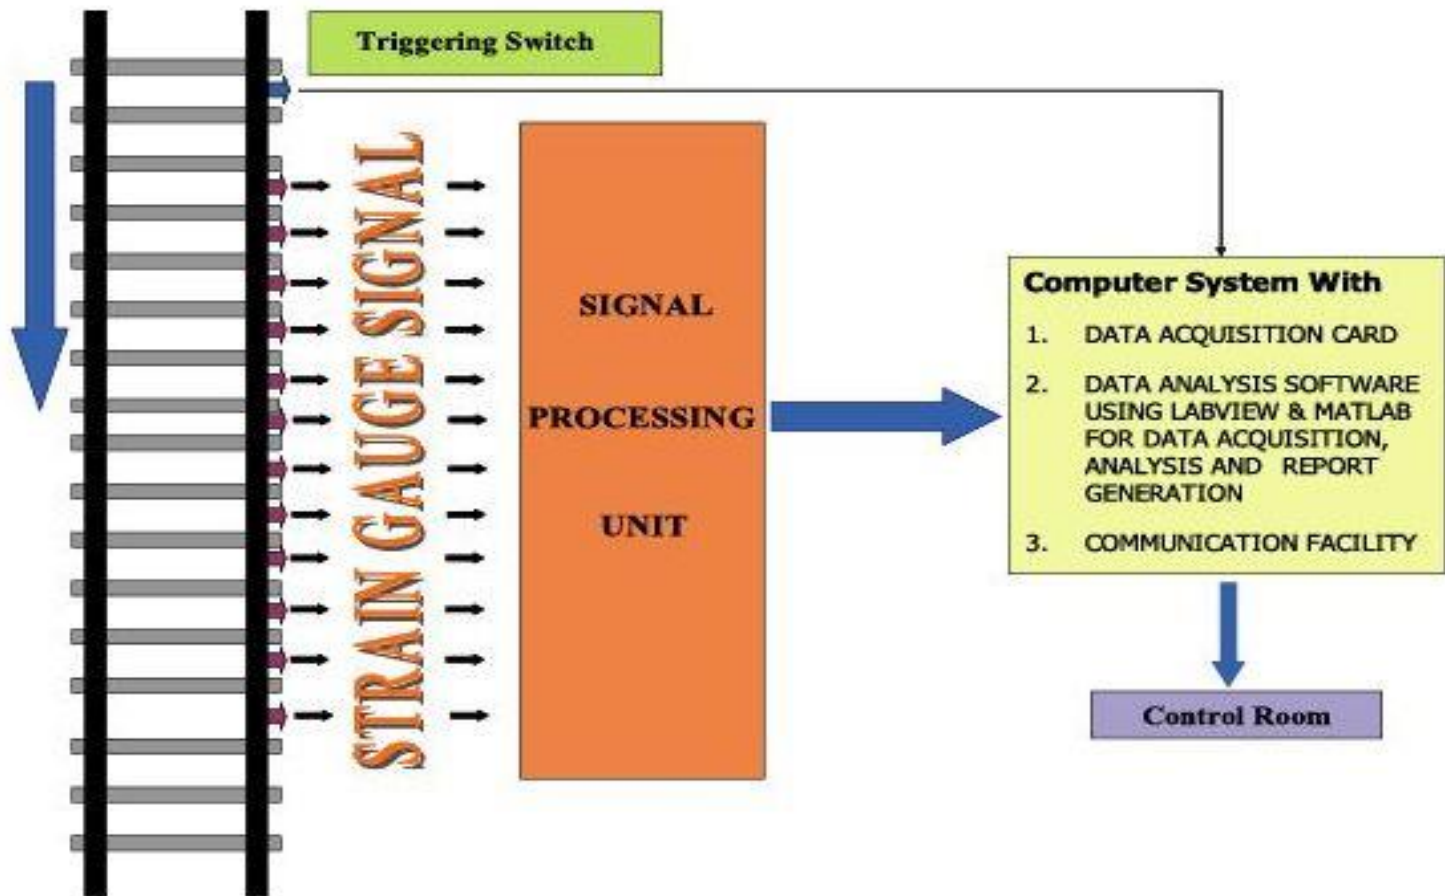 Triggering Switch
STRAIN GAUGE SIGNAL
SIGNAL
PROCESSING
UNIT
Computer System With
1. DATA ACQUISITION CARD
2. DATA ANALYSIS SOFTWARE
USING LABVIEW & MATLAB
FOR DATA ACQUISITION,
ANALYSIS AND REPORT
GENERATION
3. COMMUNICATION FACILITY
Control Room